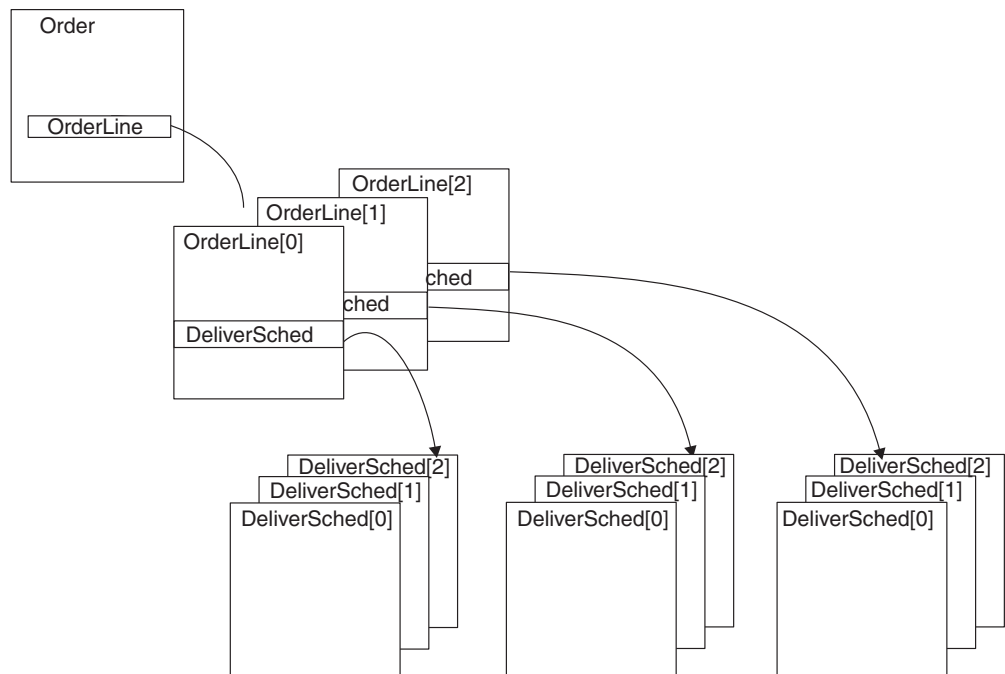 Order
OrderLine
OrderLine[2]
OrderLine[1]
OrderLine[0]
ched
ched
DeliverSched
DeliverSched[2]
DeliverSched[1]
DeliverSched[0]
DeliverSched[2]
DeliverSched[1]
DeliverSched[0]
DeliverSched[2]
DeliverSched[1]
DeliverSched[0]